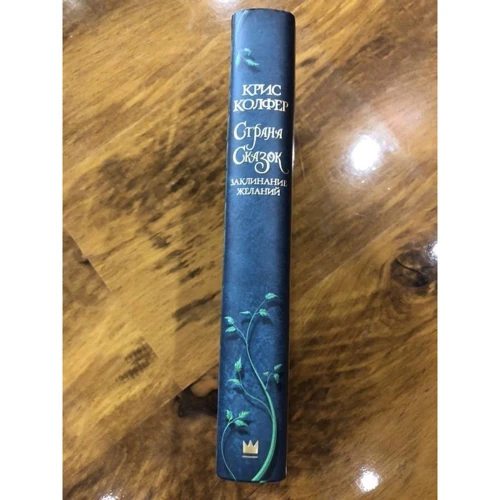 КРИС
КОЛФЕР
Страна
Сказок
ЗАКЛИНАНИЕ
ЖЕЛАНИЙ